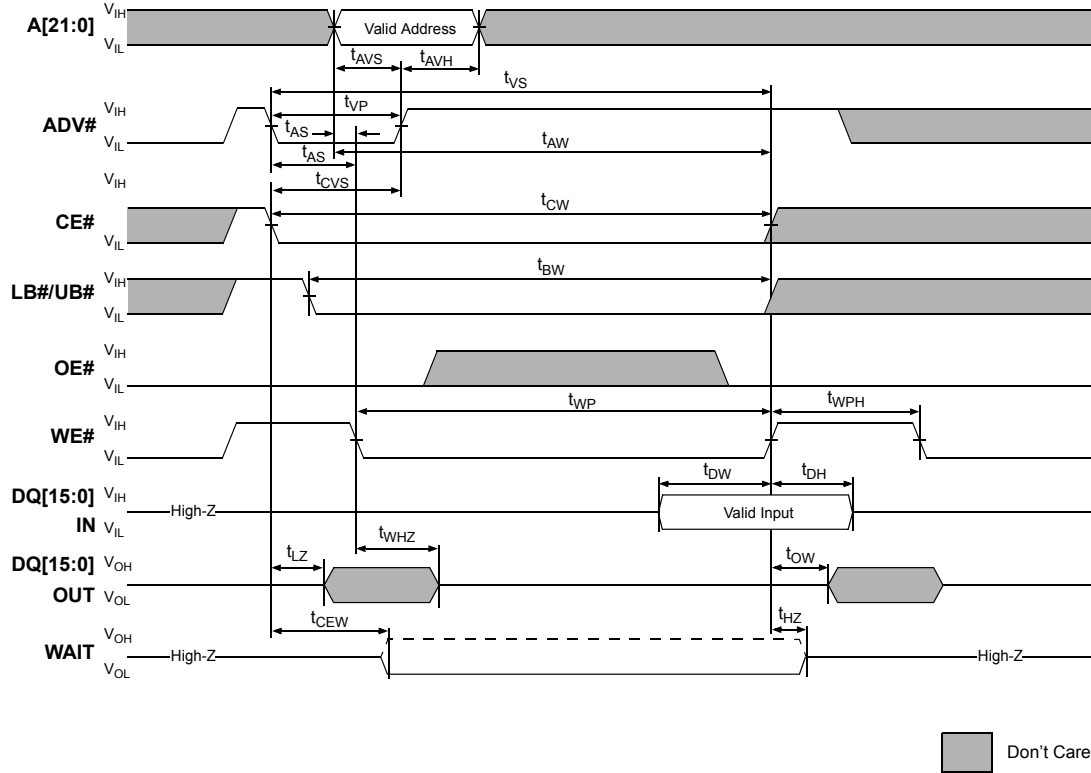 A[21:0]
VIH
VIL
Valid Address
tAVS
tAVH
tVS
ADV#
VIH
VIL
tVP
tAS
tAW
tAS
VIH
tCVS
CE#
VIL
tCW
LB#/UB#
VIH
VIL
tBW
OE#
VIH
VIL
WE#
VIH
VIL
tWP
tWPH
DQ[15:0]
IN
VIH
VIL
High-Z
tDW
tDH
Valid Input
DQ[15:0]
OUT
VOH
VOL
tLZ
tWHZ
tOW
WAIT
VOH
VOL
High-Z
tCEW
tHZ
High-Z
Don't Care